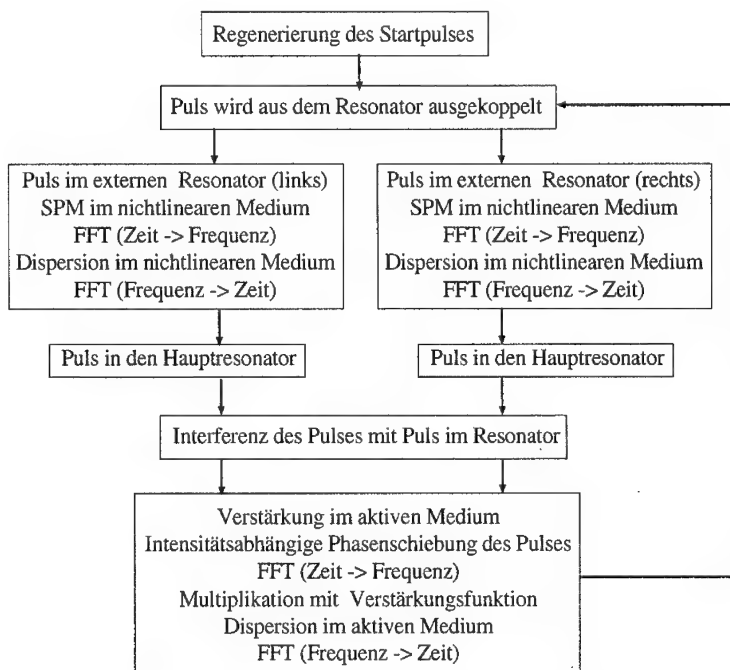 Regenerierung des Startpulses
Puls wird aus dem Resonator ausgekoppelt
Puls im externen Resonator (links)
SPM im nichtlinearen Medium
FFT (Zeit -> Frequenz)
Dispersion im nichtlinearen Medium
FFT (Frequenz -> Zeit)
Puls im externen Resonator (rechts)
SPM im nichtlinearen Medium
FFT (Zeit -> Frequenz)
Dispersion im nichtlinearen Medium
FFT (Frequenz -> Zeit)
Puls in den Hauptresonator
Puls in den Hauptresonator
Interferenz des Pulses mit Puls im Resonator
Verstärkung im aktiven Medium
Intensitätsabhängige Phasenschiebung des Pulses
FFT (Zeit -> Frequenz)
Multiplikation mit Verstärkungsfunktion
Dispersion im aktiven Medium
FFT (Frequenz -> Zeit)